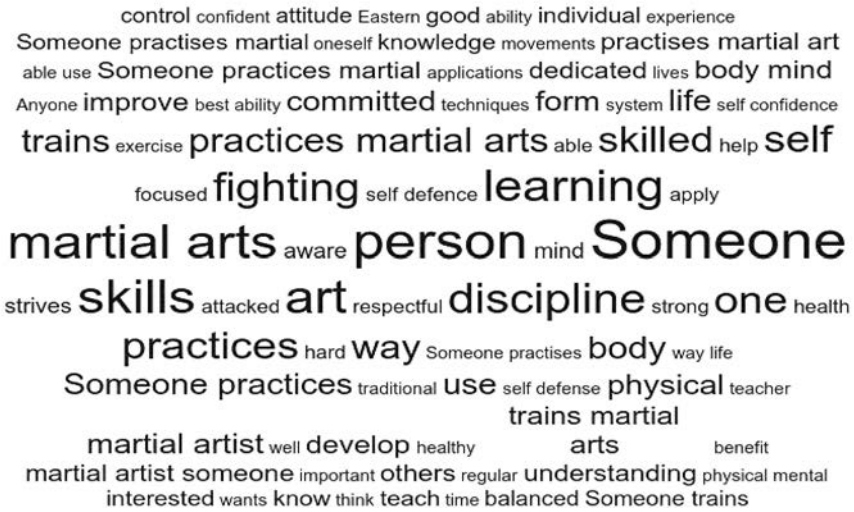 control confident attitude Eastern good ability individual experience
Someone practises martial oneself knowledge movements practises martial art
able use Someone practices martial applications dedicated lives body mind
Anyone improve best ability committed techniques form system life self confidence
trains exercise practices martial arts able skilled help self
focused fighting self defence learning apply
martial arts aware person mind Someone
strives skills attacked art respectful discipline strong one health
practices hard way Someone practises body way life
Someone practices traditional use self defense physical teacher
trains martial
martial artist well develop healthy arts benefit
martial artist someone important others regular understanding physical mental
interested wants know think teach time balanced Someone trains